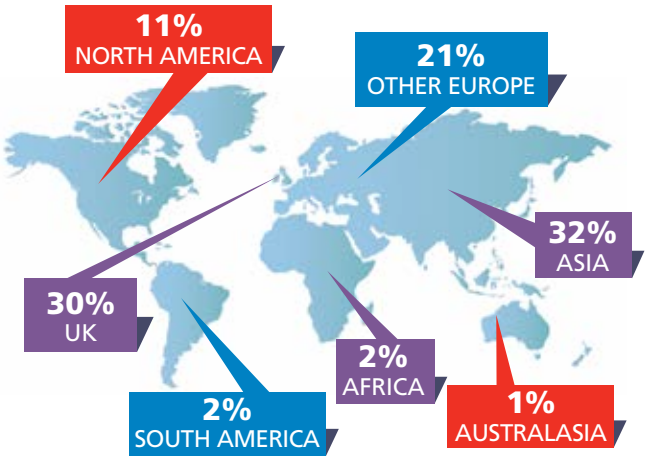 11%
NORTH AMERICA
21%
OTHER EUROPE
32%
ASIA
30%
UK
2%
AFRICA
2%
SOUTH AMERICA
1%
AUSTRALASIA